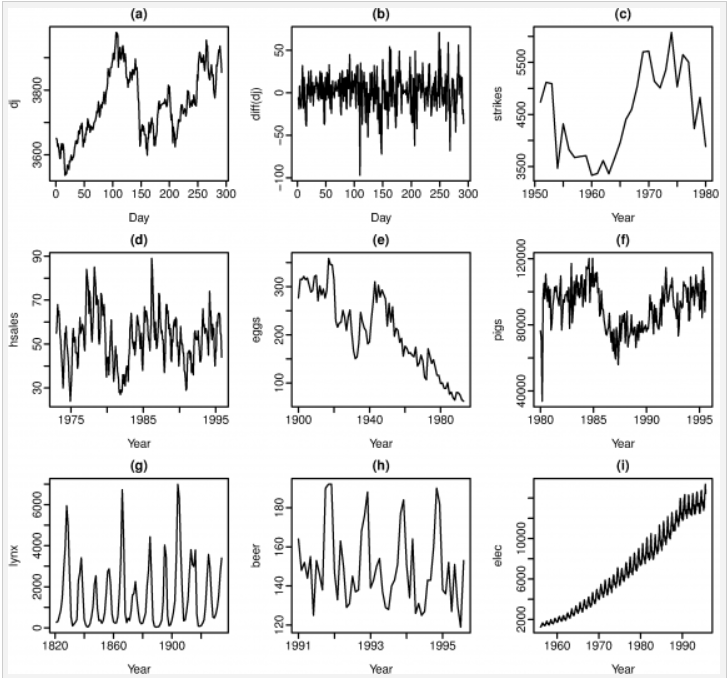 (a)
dj
3800
3600
0 50 100 150 200 250 300
Day
(b)
diff(dj)
50
0
−50
−100
0 50 100 150 200 250 300
Day
(c)
strikes
5500
4500
3500
1950 1960 1970 1980
Year
(d)
hsales
90
70
50
30
1975 1985 1995
Year
(e)
eggs
300
200
100
1900 1940 1980
Year
(f)
pigs
120000
80000
40000
1980 1985 1990 1995
Year
(g)
lynx
6000
4000
2000
0
1820 1860 1900
Year
(h)
beer
180
160
140
120
1991 1993 1995
Year
(i)
elec
10000
6000
2000
1960 1970 1980 1990
Year